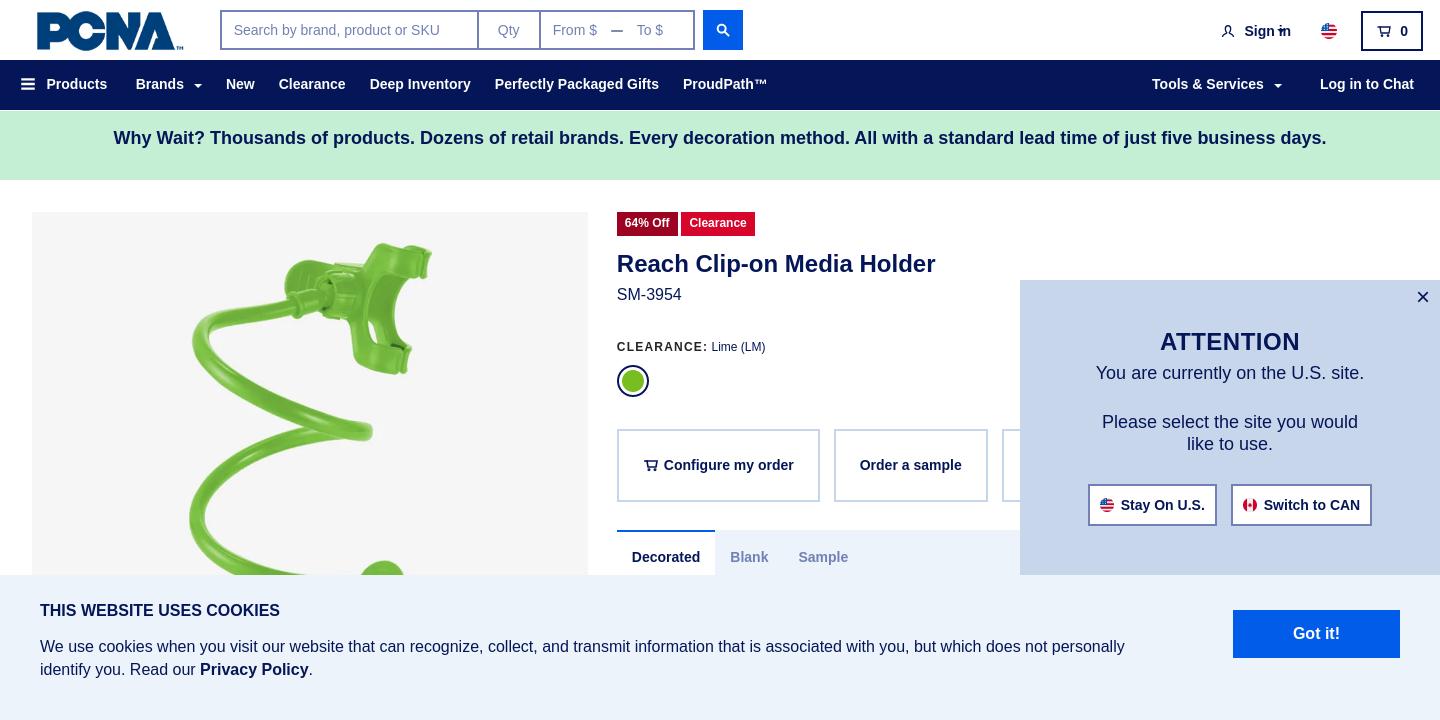 PCNA™
Search by brand, product or SKU
Qty
From $ — To $
Sign in
0
Products
Brands
New
Clearance
Deep Inventory
Perfectly Packaged Gifts
ProudPath™
Tools & Services
Log in to Chat
Why Wait? Thousands of products. Dozens of retail brands. Every decoration method. All with a standard lead time of just five business days.
64% Off
Clearance
Reach Clip-on Media Holder
SM-3954
CLEARANCE: Lime (LM)
Configure my order
Order a sample
Decorated
Blank
Sample
×
ATTENTION
You are currently on the U.S. site.
Please select the site you would
like to use.
Stay On U.S.
Switch to CAN
THIS WEBSITE USES COOKIES
We use cookies when you visit our website that can recognize, collect, and transmit information that is associated with you, but which does not personally
identify you. Read our Privacy Policy.
Got it!